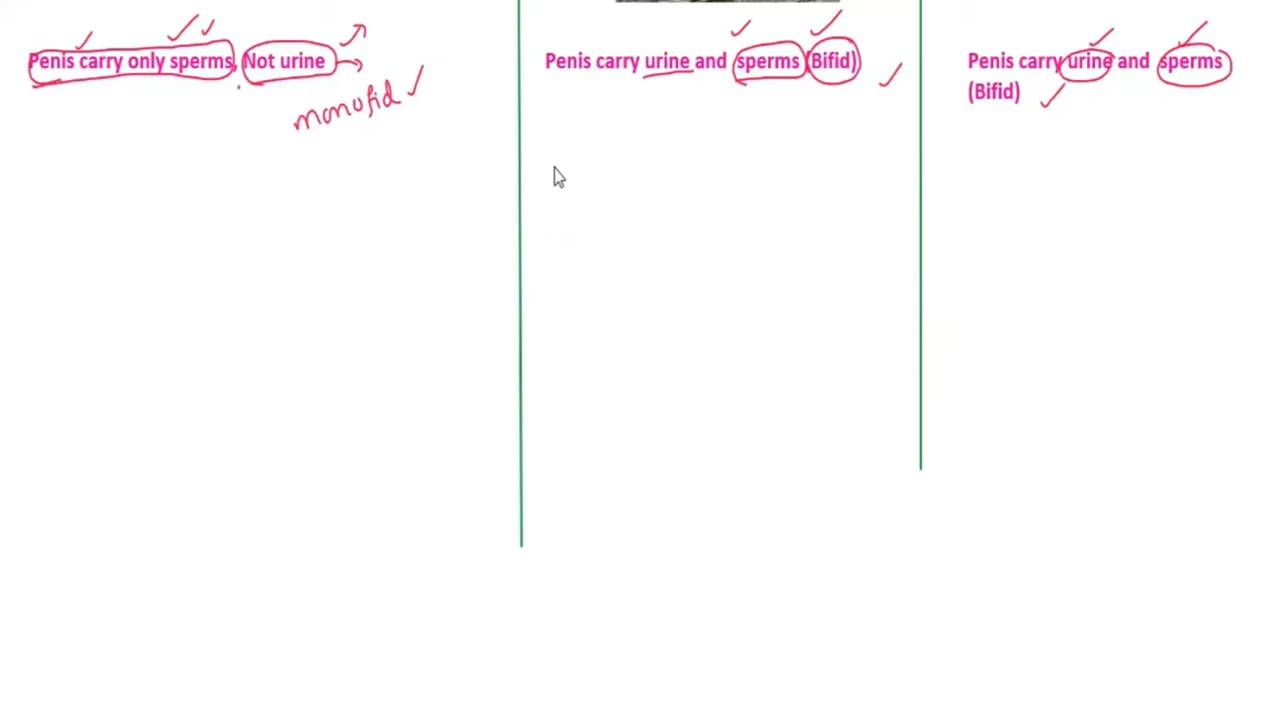 Penis carry only sperms, Not urine
monofid
Penis carry urine and sperms (Bifid)
Penis carry urine and sperms
(Bifid)